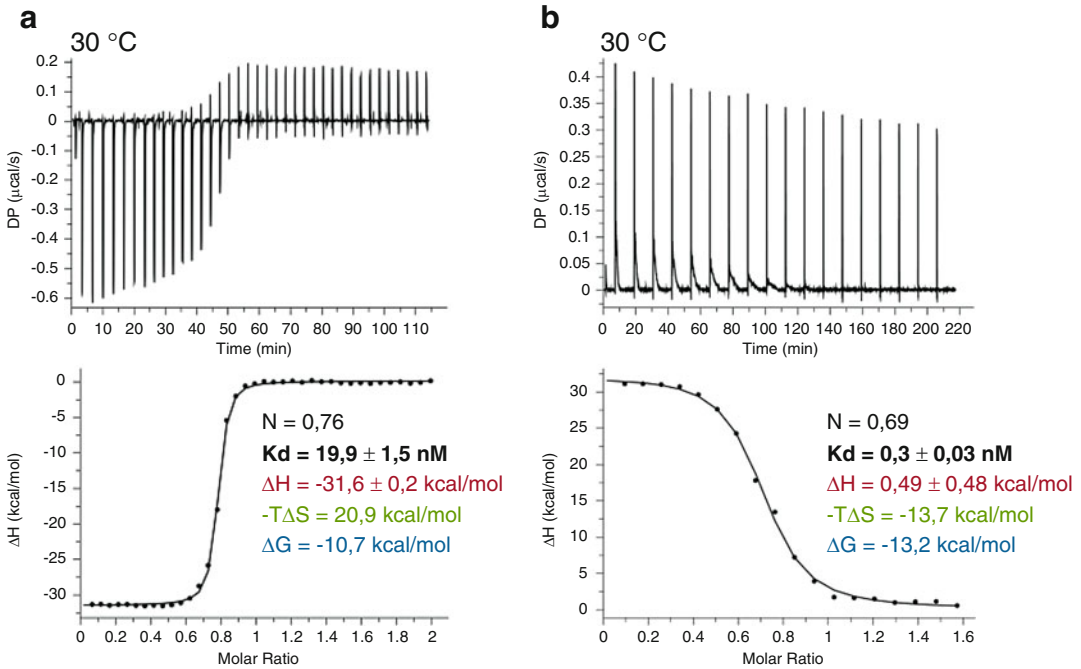 a
30 °C
0.2
0.1
0
-0.1
-0.2
-0.3
-0.4
-0.5
-0.6
DP (µcal/s)
0 10 20 30 40 50 60 70 80 90 100 110
Time (min)
0
-5
-10
-15
-20
-25
-30
ΔH (kcal/mol)
N = 0,76
Kd = 19,9 ± 1,5 nM
ΔH = -31,6 ± 0,2 kcal/mol
-TΔS = 20,9 kcal/mol
ΔG = -10,7 kcal/mol
0 0.2 0.4 0.6 0.8 1 1.2 1.4 1.6 1.8 2
Molar Ratio
b
30 °C
0.4
0.35
0.3
0.25
0.2
0.15
0.1
0.05
0
DP (µcal/s)
0 20 40 60 80 100 120 140 160 180 200 220
Time (min)
30
25
20
15
10
5
0
ΔH (kcal/mol)
N = 0,69
Kd = 0,3 ± 0,03 nM
ΔH = 0,49 ± 0,48 kcal/mol
-TΔS = -13,7 kcal/mol
ΔG = -13,2 kcal/mol
0 0.2 0.4 0.6 0.8 1 1.2 1.4 1.6
Molar Ratio